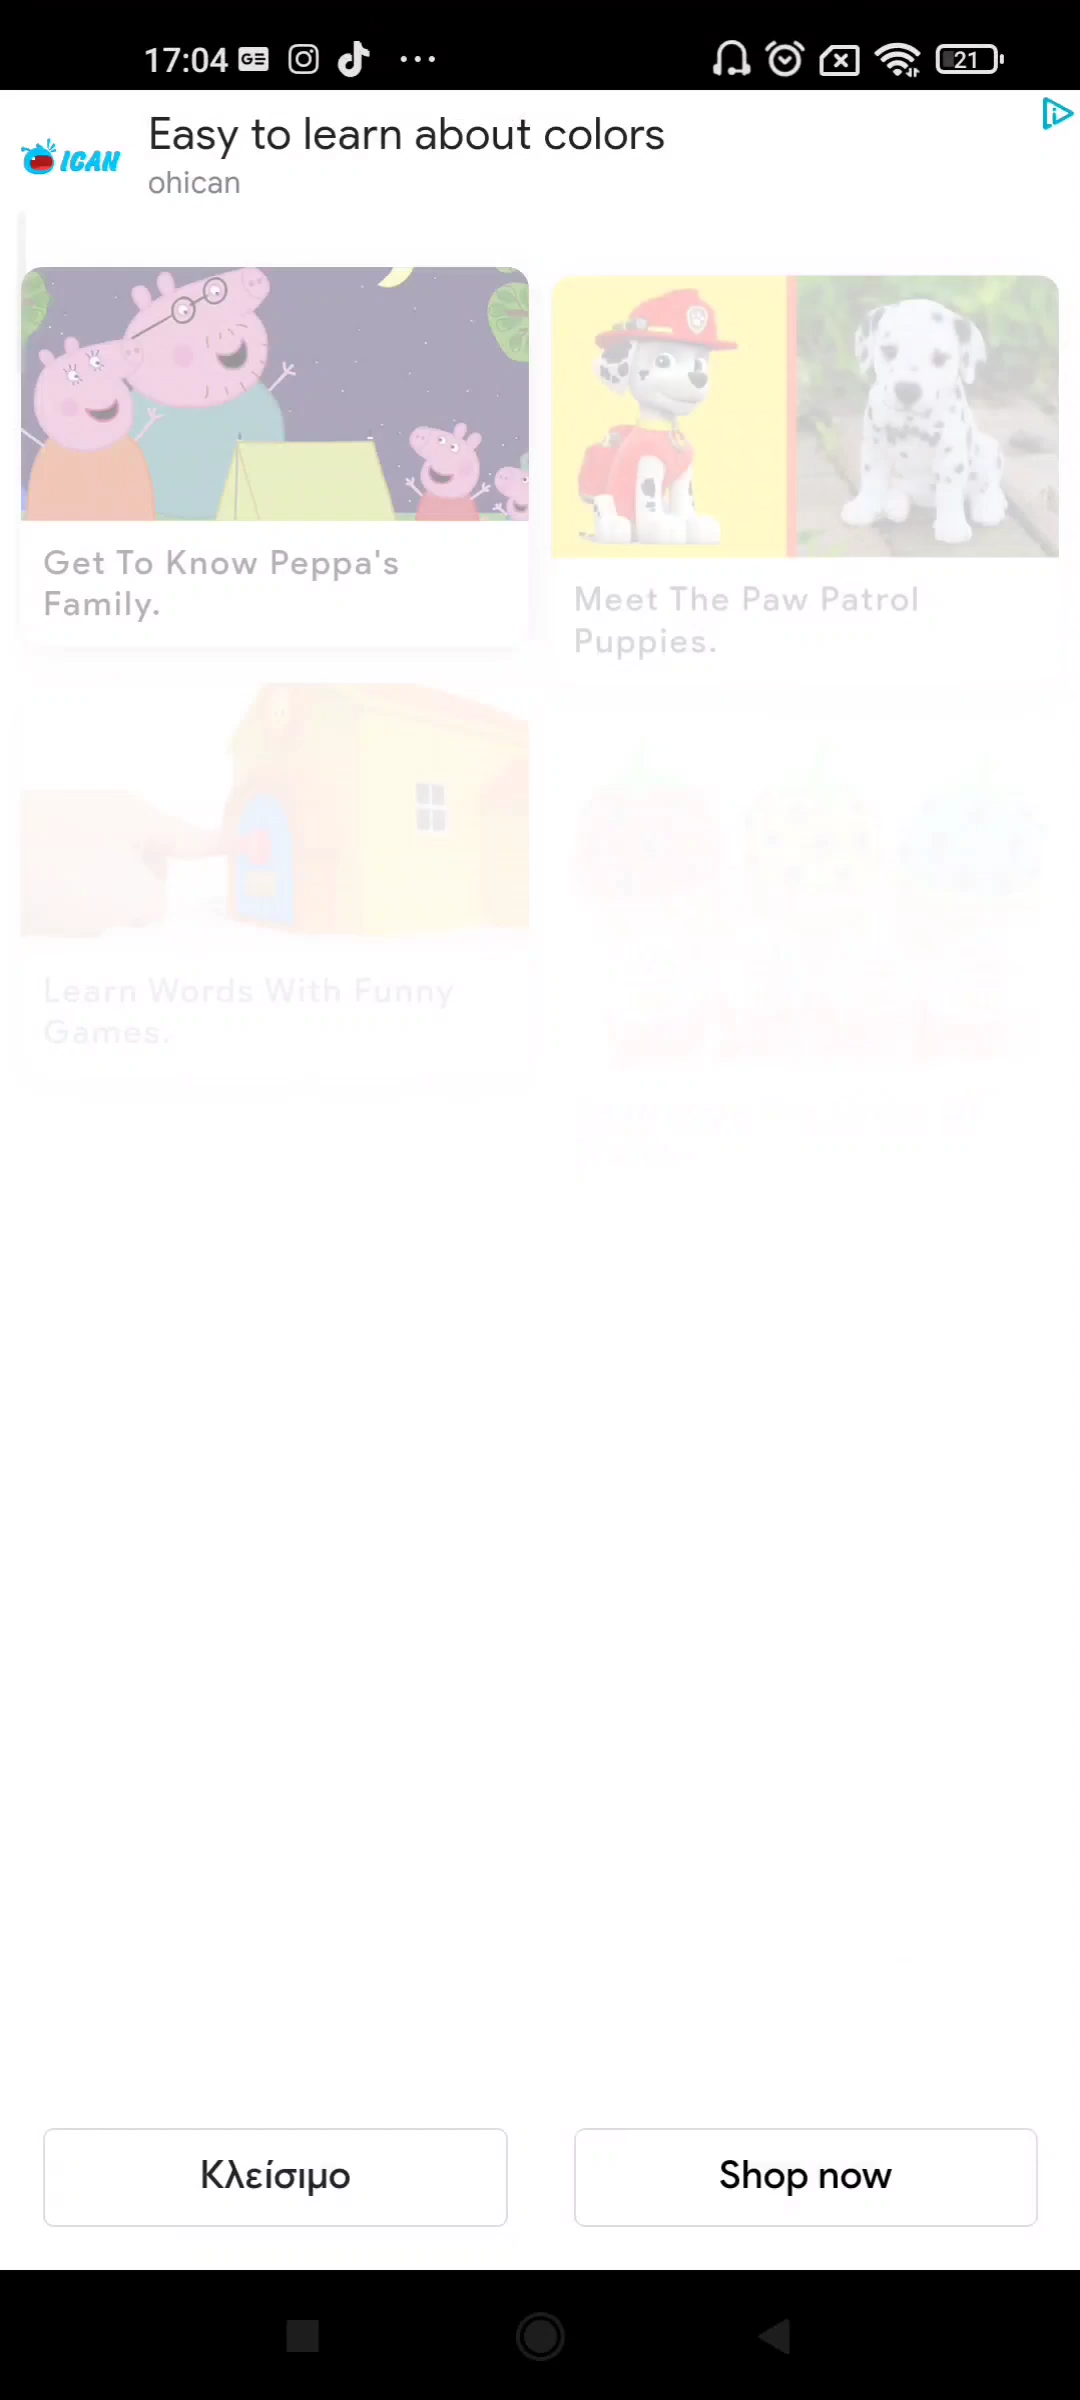 17:04
GE
21
Easy to learn about colors
ICAN
ohican
Get To Know Peppa's
Family.
Meet The Paw Patrol
Puppies.
Learn Words With Funny
Games.
Κλείσιμο
Shop now